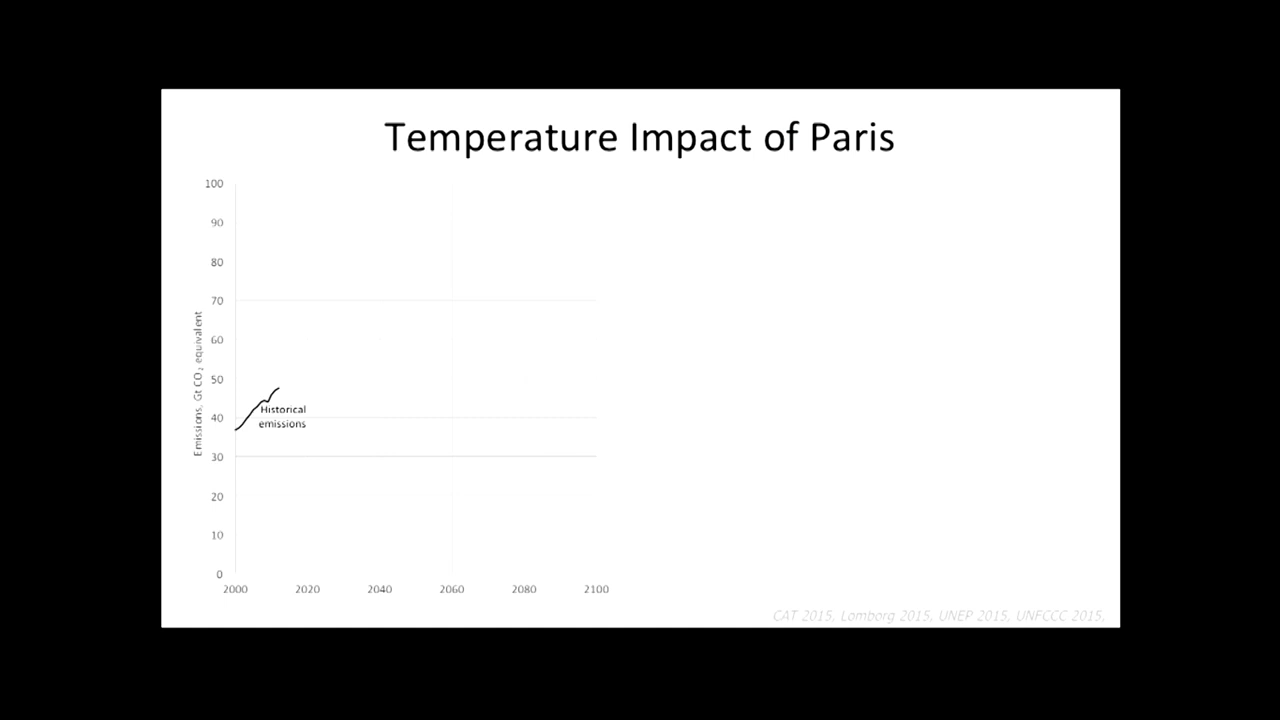 Temperature Impact of Paris
100
90
80
70
60
50
40
30
20
10
0
Emissions, Gt CO₂ equivalent
Historical
emissions
2000 2020 2040 2060 2080 2100
CAT 2015, Lomborg 2015, UNEP 2015, UNFCCC 2015,